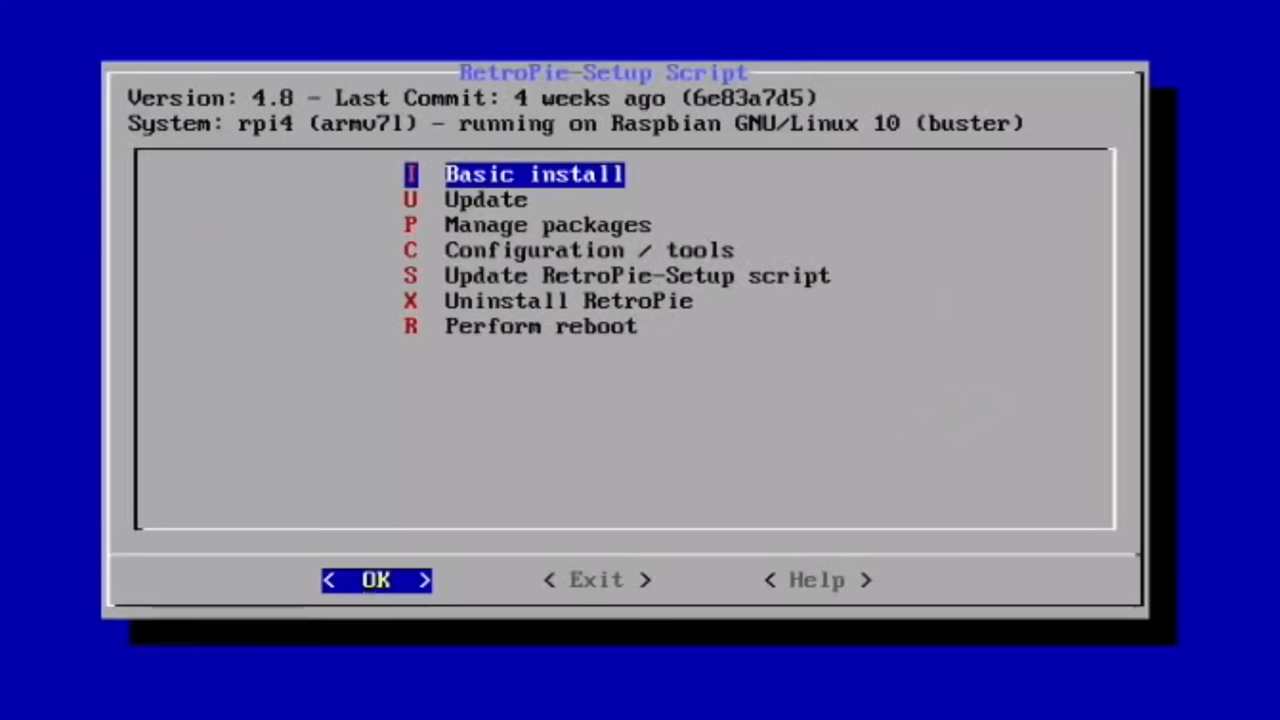 RetroPie-Setup Script
Version: 4.8 - Last Commit: 4 weeks ago (6e83a7d5)
System: rpi4 (armv7l) - running on Raspbian GNU/Linux 10 (buster)
I Basic install
U Update
P Manage packages
C Configuration / tools
S Update RetroPie-Setup script
X Uninstall RetroPie
R Perform reboot
< OK > < Exit > < Help >